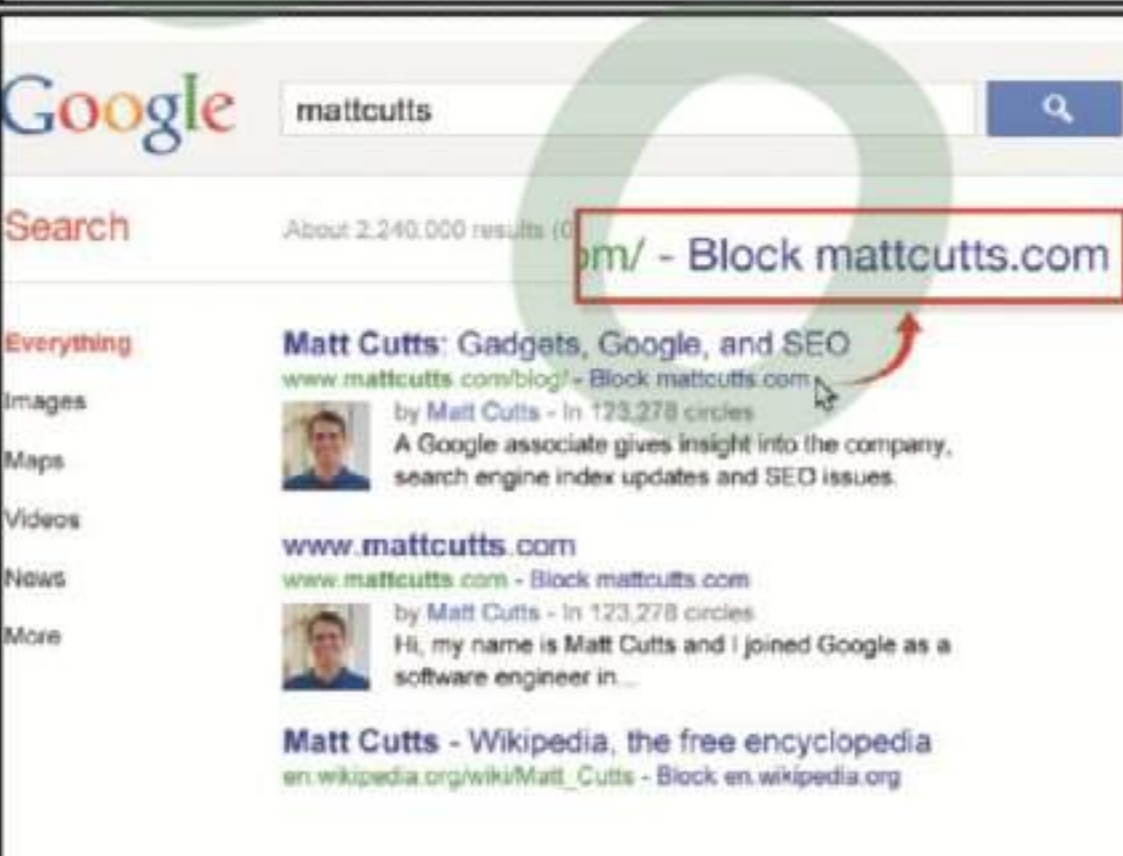 Google
mattcutts
Search
About 2,240,000 results (0
om/ - Block mattcutts.com
Everything
Images
Maps
Videos
News
More
Matt Cutts: Gadgets, Google, and SEO
www.mattcutts.com/blog/ - Block mattcutts.com
by Matt Cutts - In 123,278 circles
A Google associate gives insight into the company,
search engine index updates and SEO issues.
www.mattcutts.com
www.mattcutts.com - Block mattcutts.com
by Matt Cutts - In 123,278 circles
Hi, my name is Matt Cutts and I joined Google as a
software engineer in...
Matt Cutts - Wikipedia, the free encyclopedia
en.wikipedia.org/wiki/Matt_Cutts - Block en.wikipedia.org